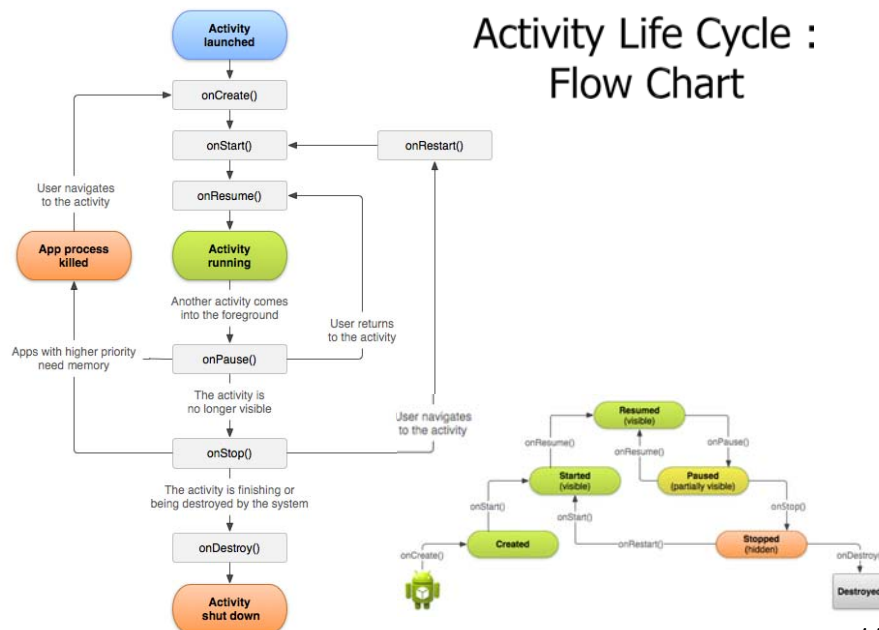 Activity Life Cycle :
Flow Chart
Activity
launched
onCreate()
onStart()
onRestart()
onResume()
User navigates
to the activity
App process
killed
Activity
running
Another activity comes
into the foreground
User returns
to the activity
Apps with higher priority
need memory
onPause()
The activity is
no longer visible
User navigates
to the activity
onStop()
The activity is finishing or
being destroyed by the system
onDestroy()
Activity
shut down
Resumed
(visible)
onResume()
onResume()
onPause()
Started
(visible)
Paused
(partially visible)
onStart()
onStart()
onStop()
onCreate()
Created
onRestart()
Stopped
(hidden)
onDestroy(
Destroyed